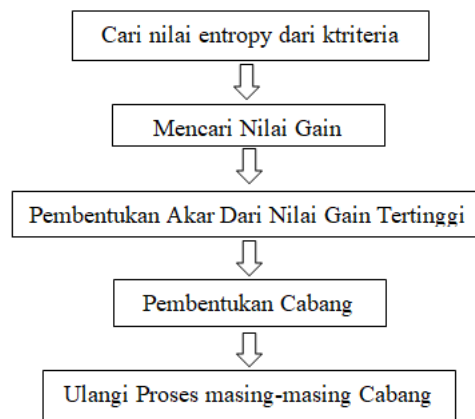 Cari nilai entropy dari ktriteria
Mencari Nilai Gain
Pembentukan Akar Dari Nilai Gain Tertinggi
Pembentukan Cabang
Ulangi Proses masing-masing Cabang